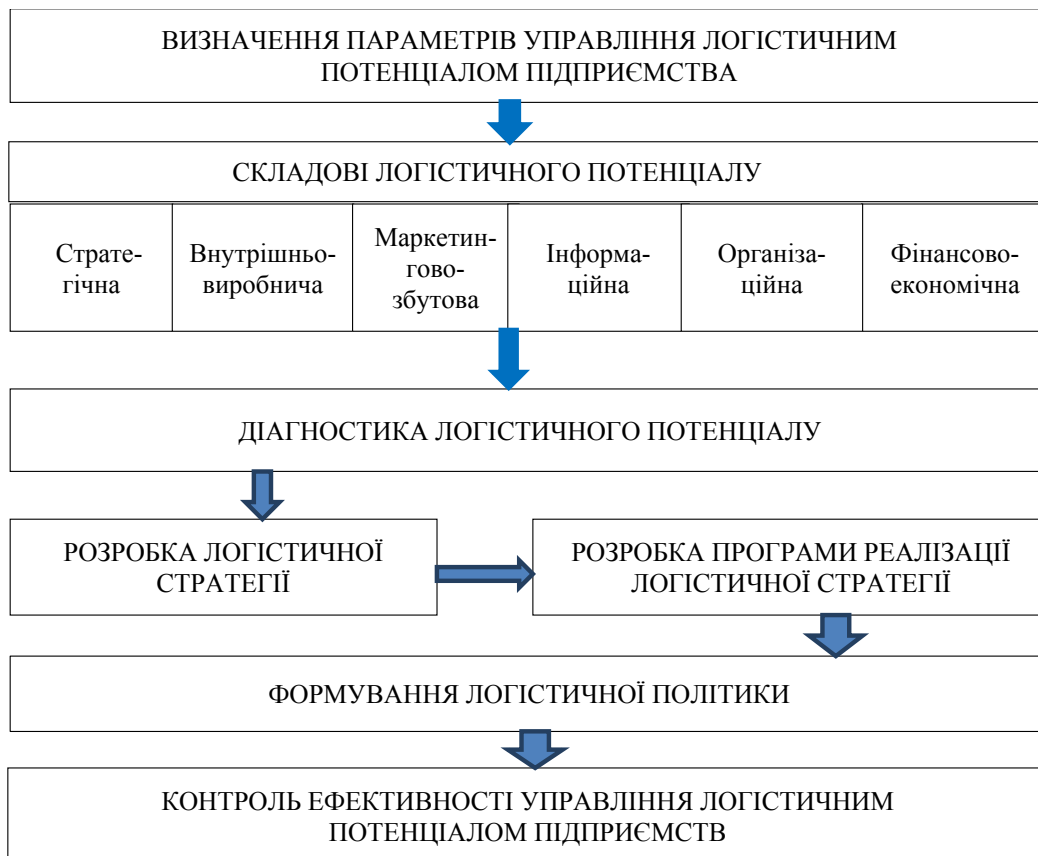 ВИЗНАЧЕННЯ ПАРАМЕТРІВ УПРАВЛІННЯ ЛОГІСТИЧНИМ
ПОТЕНЦІАЛОМ ПІДПРИЄМСТВА
СКЛАДОВІ ЛОГІСТИЧНОГО ПОТЕНЦІАЛУ
Страте-
гічна
Внутрішньо-
виробнича
Маркетин-
гово-
збутова
Інформа-
ційна
Організа-
ційна
Фінансово-
економічна
ДІАГНОСТИКА ЛОГІСТИЧНОГО ПОТЕНЦІАЛУ
РОЗРОБКА ЛОГІСТИЧНОЇ
СТРАТЕГІЇ
РОЗРОБКА ПРОГРАМИ РЕАЛІЗАЦІЇ
ЛОГІСТИЧНОЇ СТРАТЕГІЇ
ФОРМУВАННЯ ЛОГІСТИЧНОЇ ПОЛІТИКИ
КОНТРОЛЬ ЕФЕКТИВНОСТІ УПРАВЛІННЯ ЛОГІСТИЧНИМ
ПОТЕНЦІАЛОМ ПІДПРИЄМСТВ